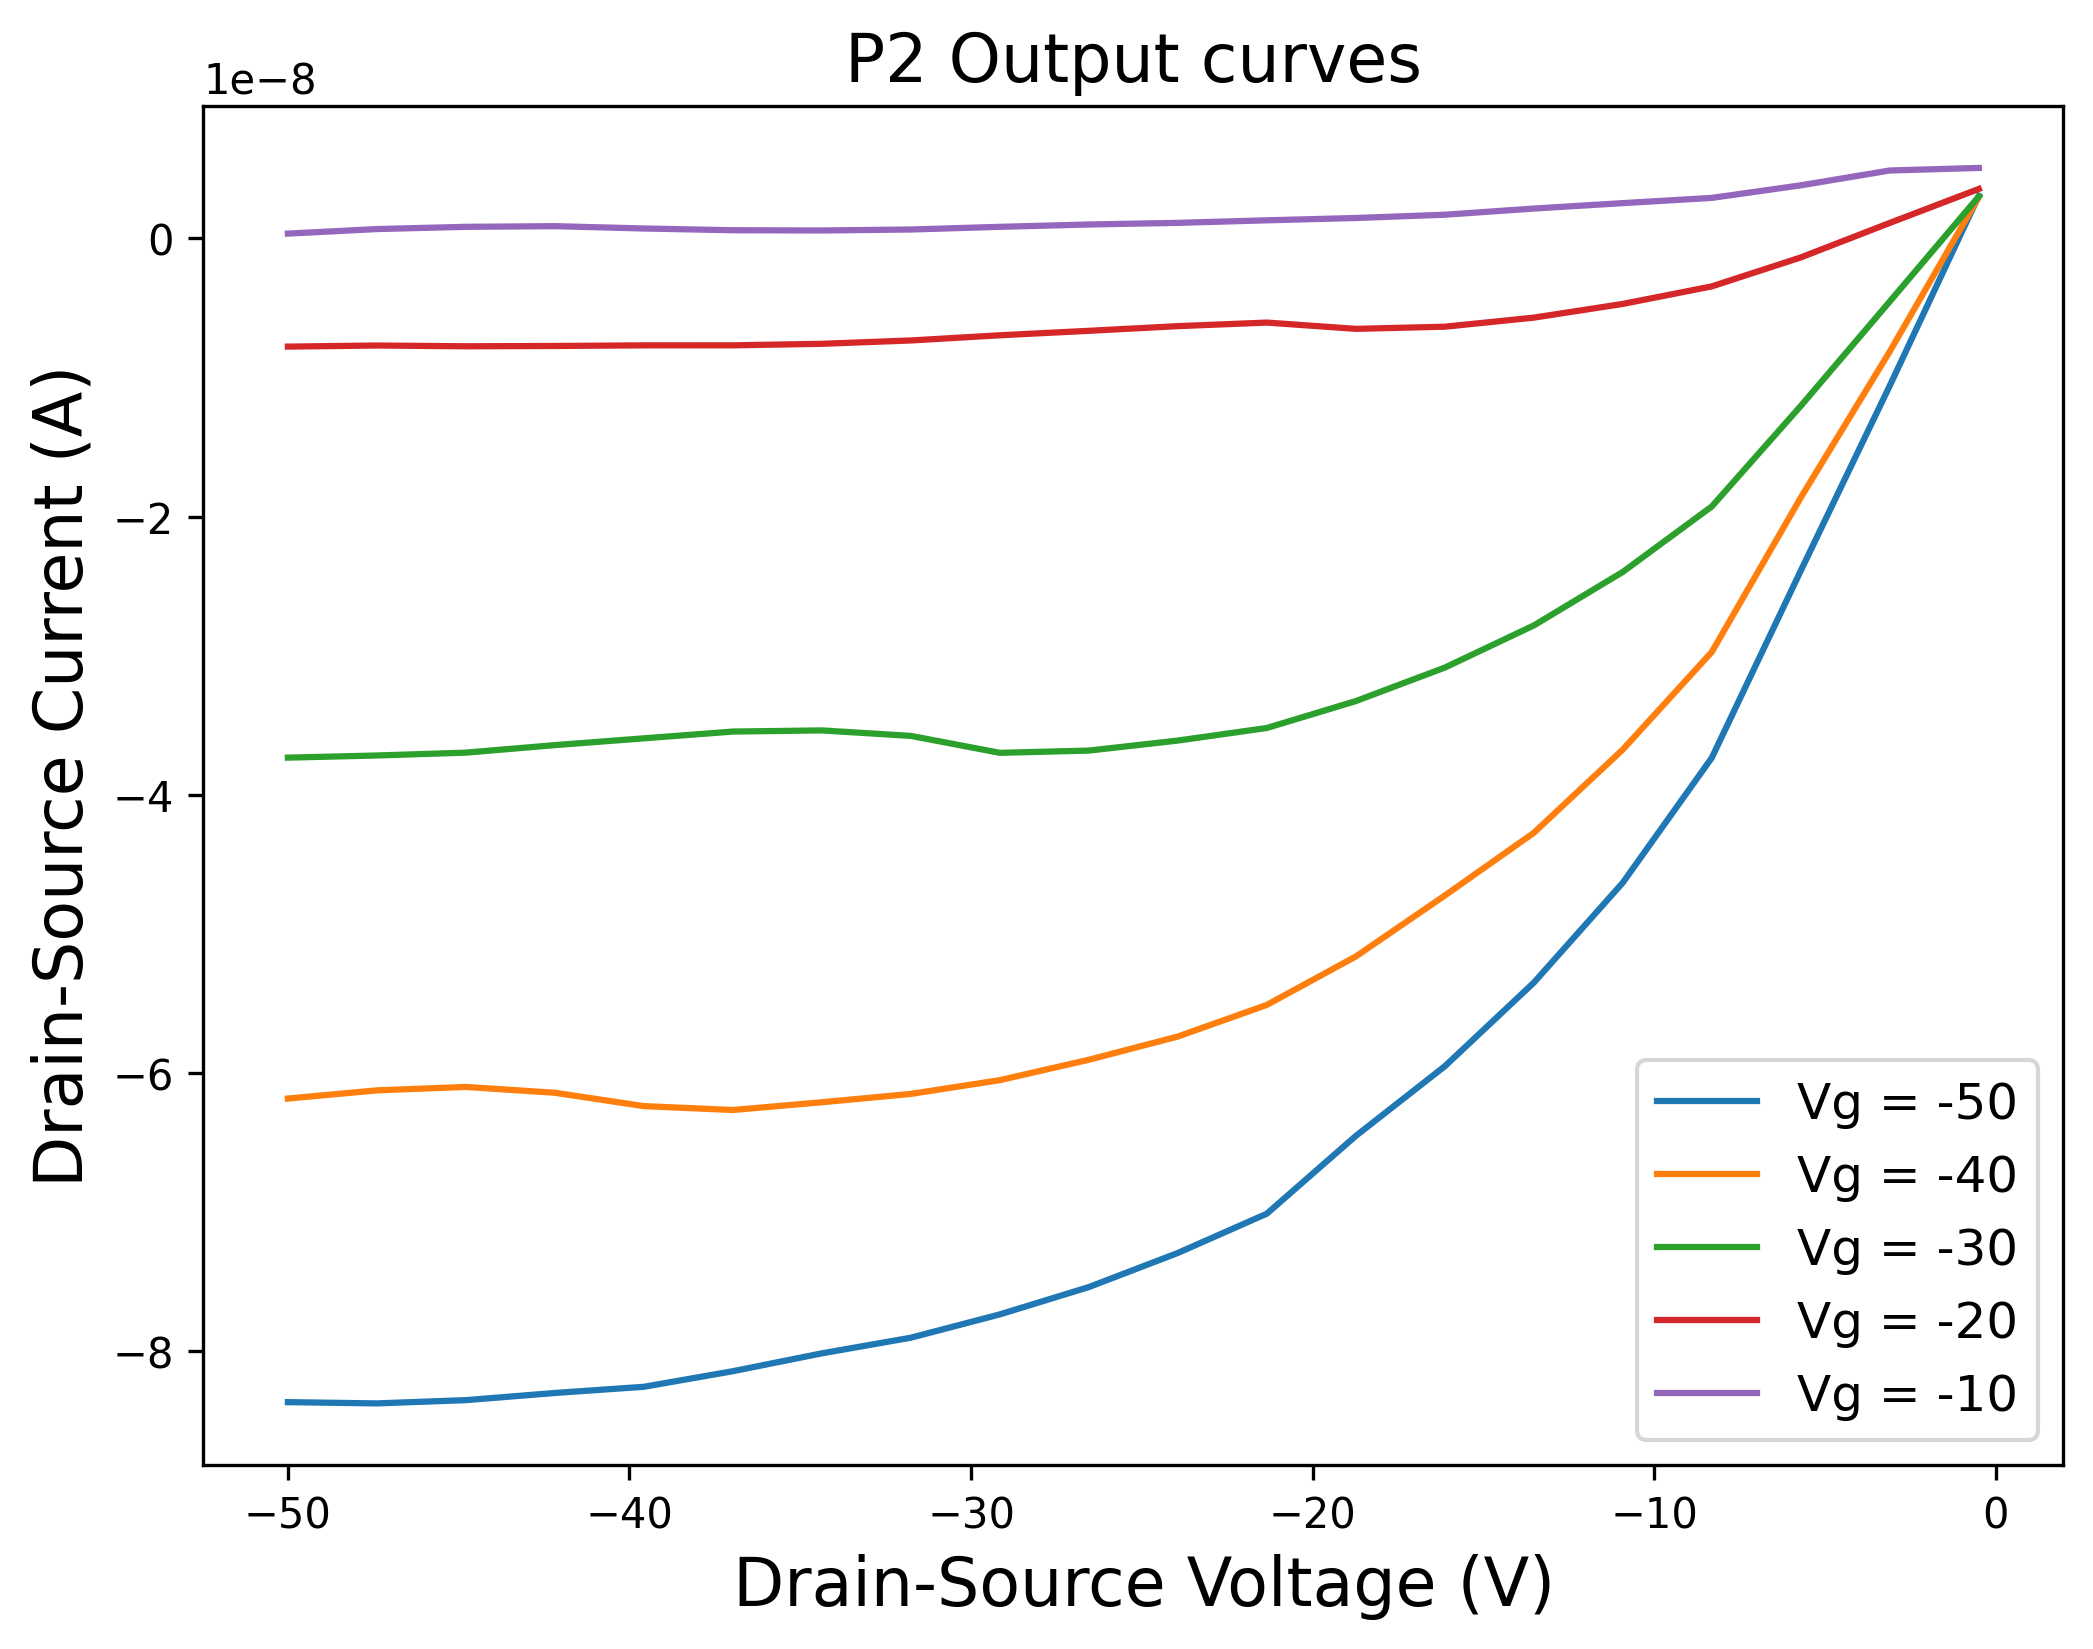 P2 Output curves
1e−8
Drain-Source Current (A)
0
−2
−4
−6
−8
−50
−40
−30
−20
−10
0
Drain-Source Voltage (V)
Vg = -50
Vg = -40
Vg = -30
Vg = -20
Vg = -10